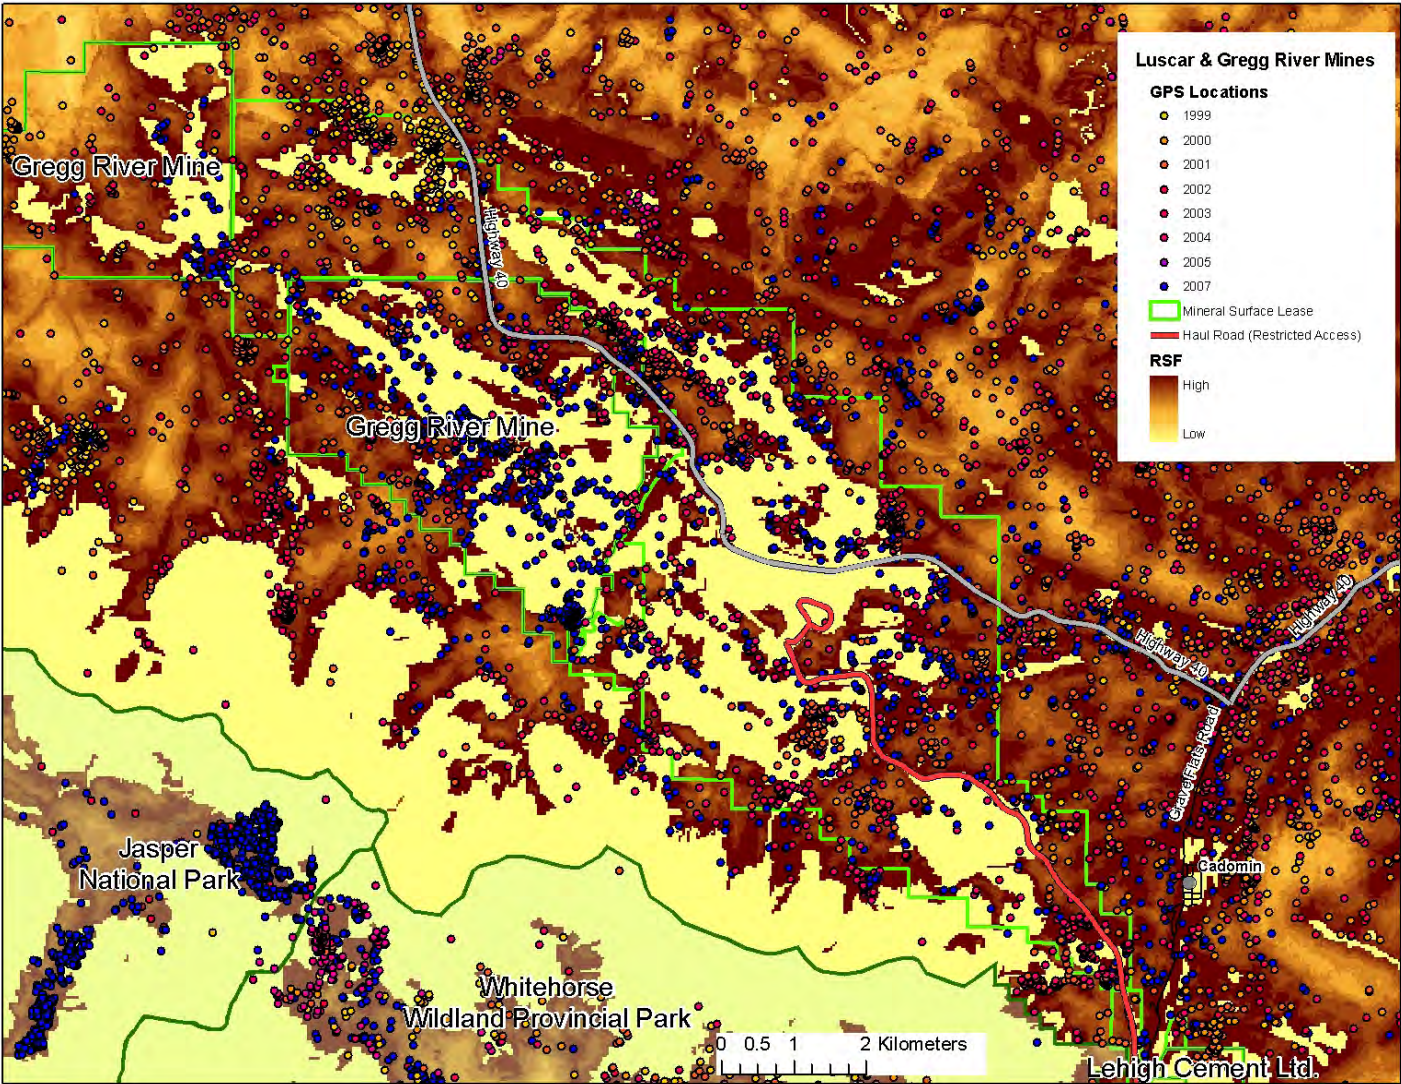 Luscar & Gregg River Mines
GPS Locations
1999
2000
2001
2002
2003
2004
2005
2007
Mineral Surface Lease
Haul Road (Restricted Access)
RSF
High
Low
Gregg River Mine
Highway 40
Gregg River Mine
Highway 40
Highway 40
Grave Flats Road
Cadomin
Jasper
National Park
Whitehorse
Wildland Provincial Park
0 0.5 1 2 Kilometers
Lehigh Cement Ltd.